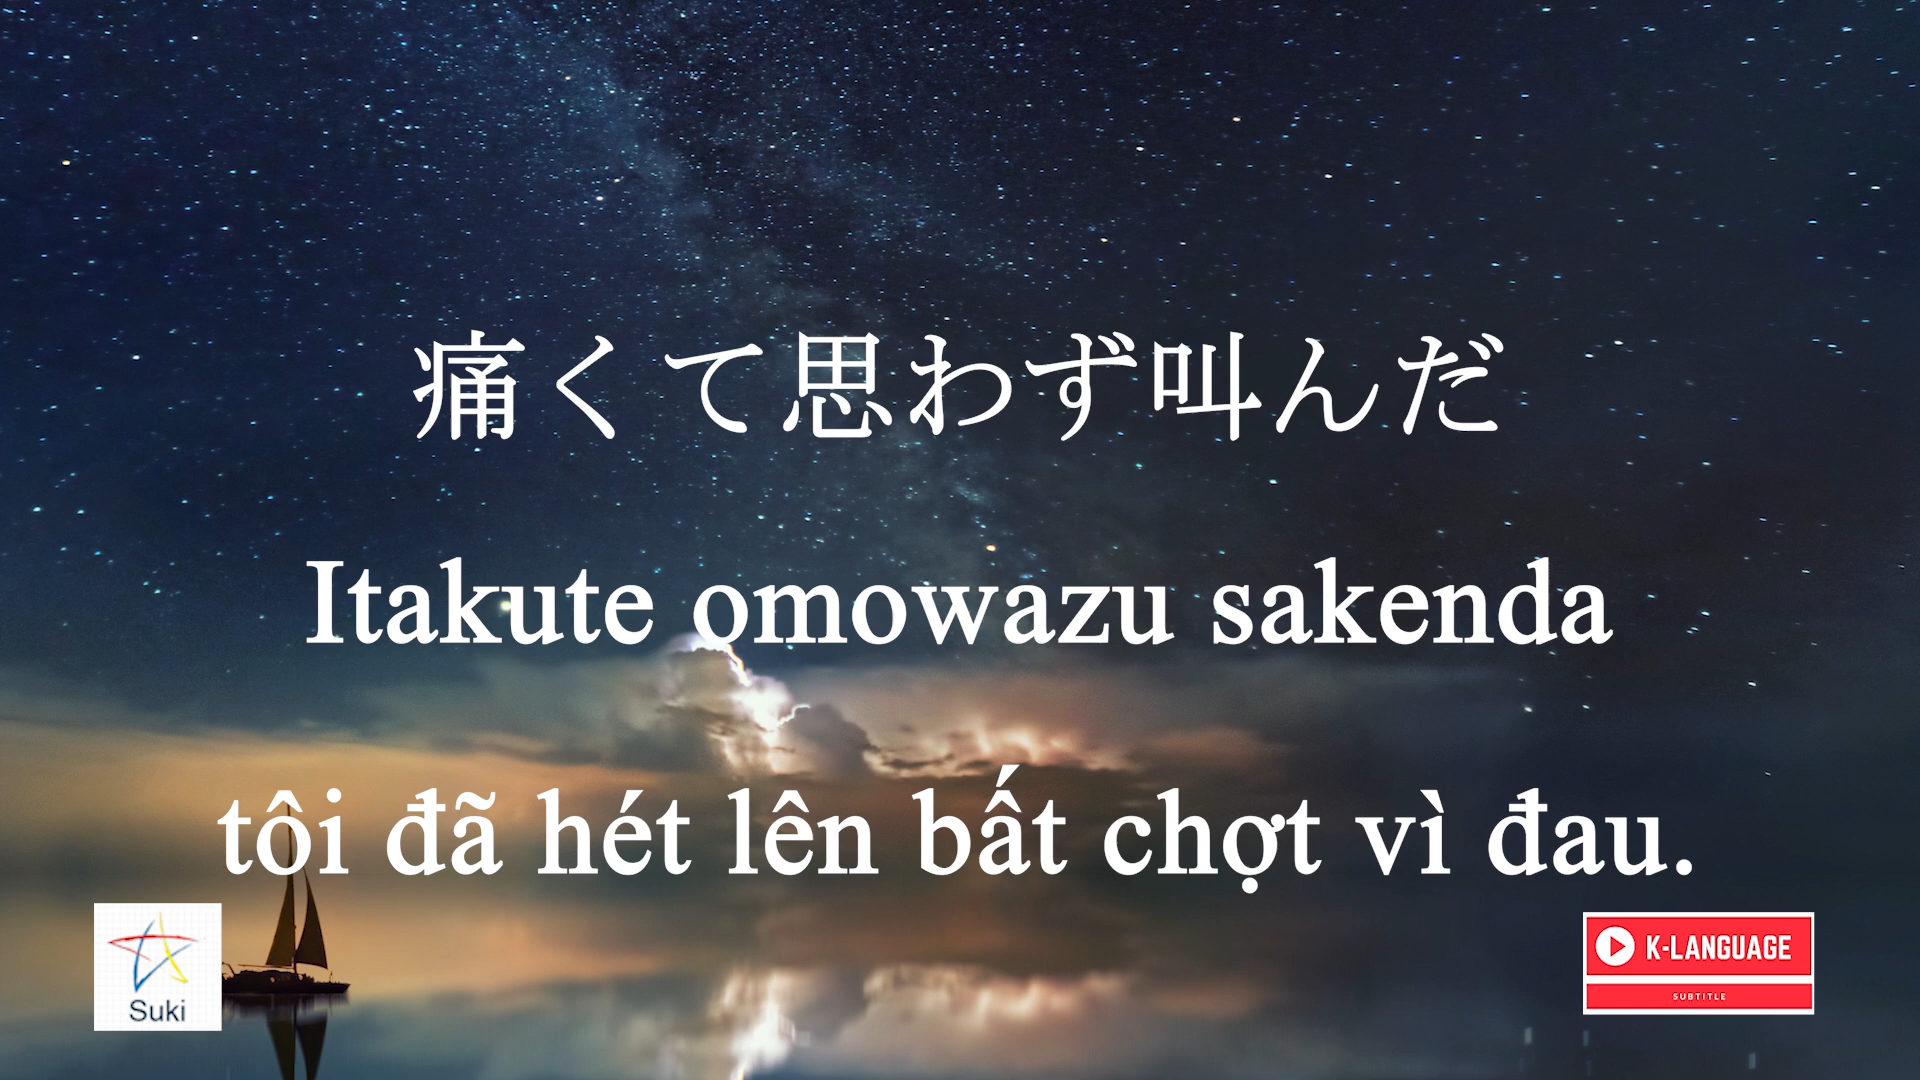 痛くて思わず叫んだ
Itakute omowazu sakenda
tôi đã hét lên bất chợt vì đau.
Suki
K-LANGUAGE
SUBTITLE